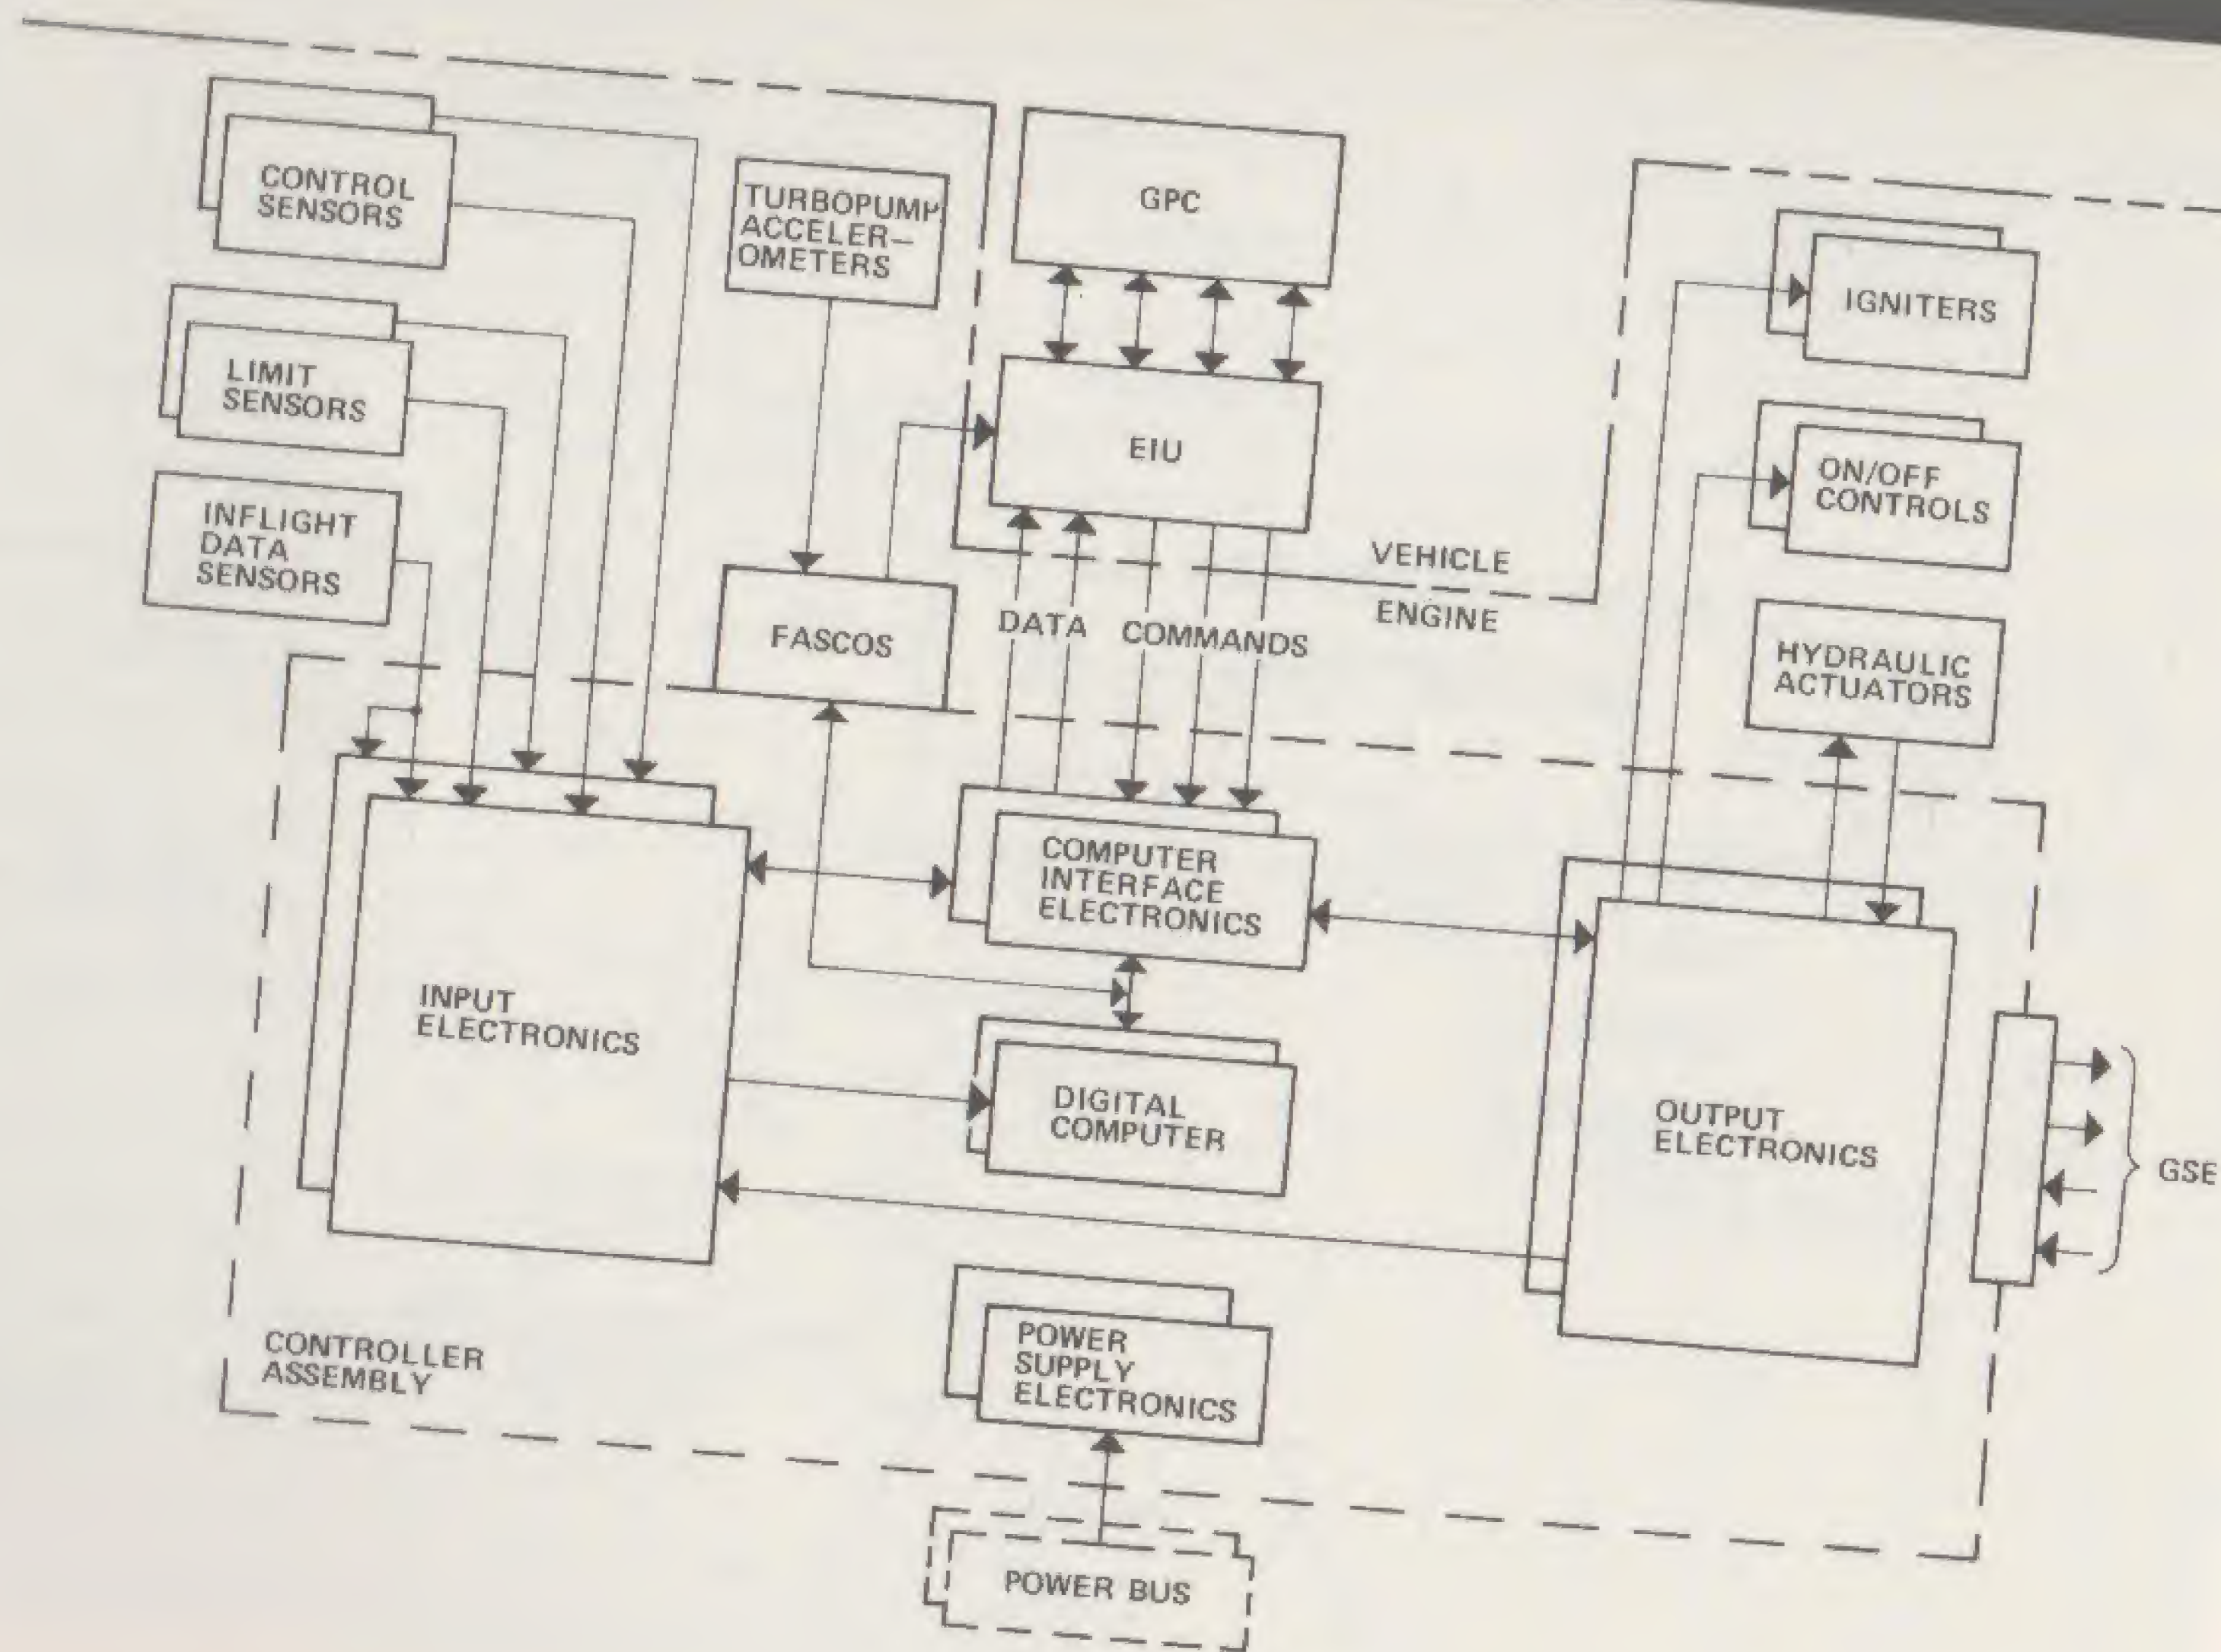 CONTROL
SENSORS
TURBOPUMP
ACCELER–
OMETERS
GPC
IGNITERS
LIMIT
SENSORS
EIU
ON/OFF
CONTROLS
INFLIGHT
DATA
SENSORS
VEHICLE
ENGINE
FASCOS
DATA
COMMANDS
HYDRAULIC
ACTUATORS
COMPUTER
INTERFACE
ELECTRONICS
INPUT
ELECTRONICS
DIGITAL
COMPUTER
OUTPUT
ELECTRONICS
GSE
CONTROLLER
ASSEMBLY
POWER
SUPPLY
ELECTRONICS
POWER BUS